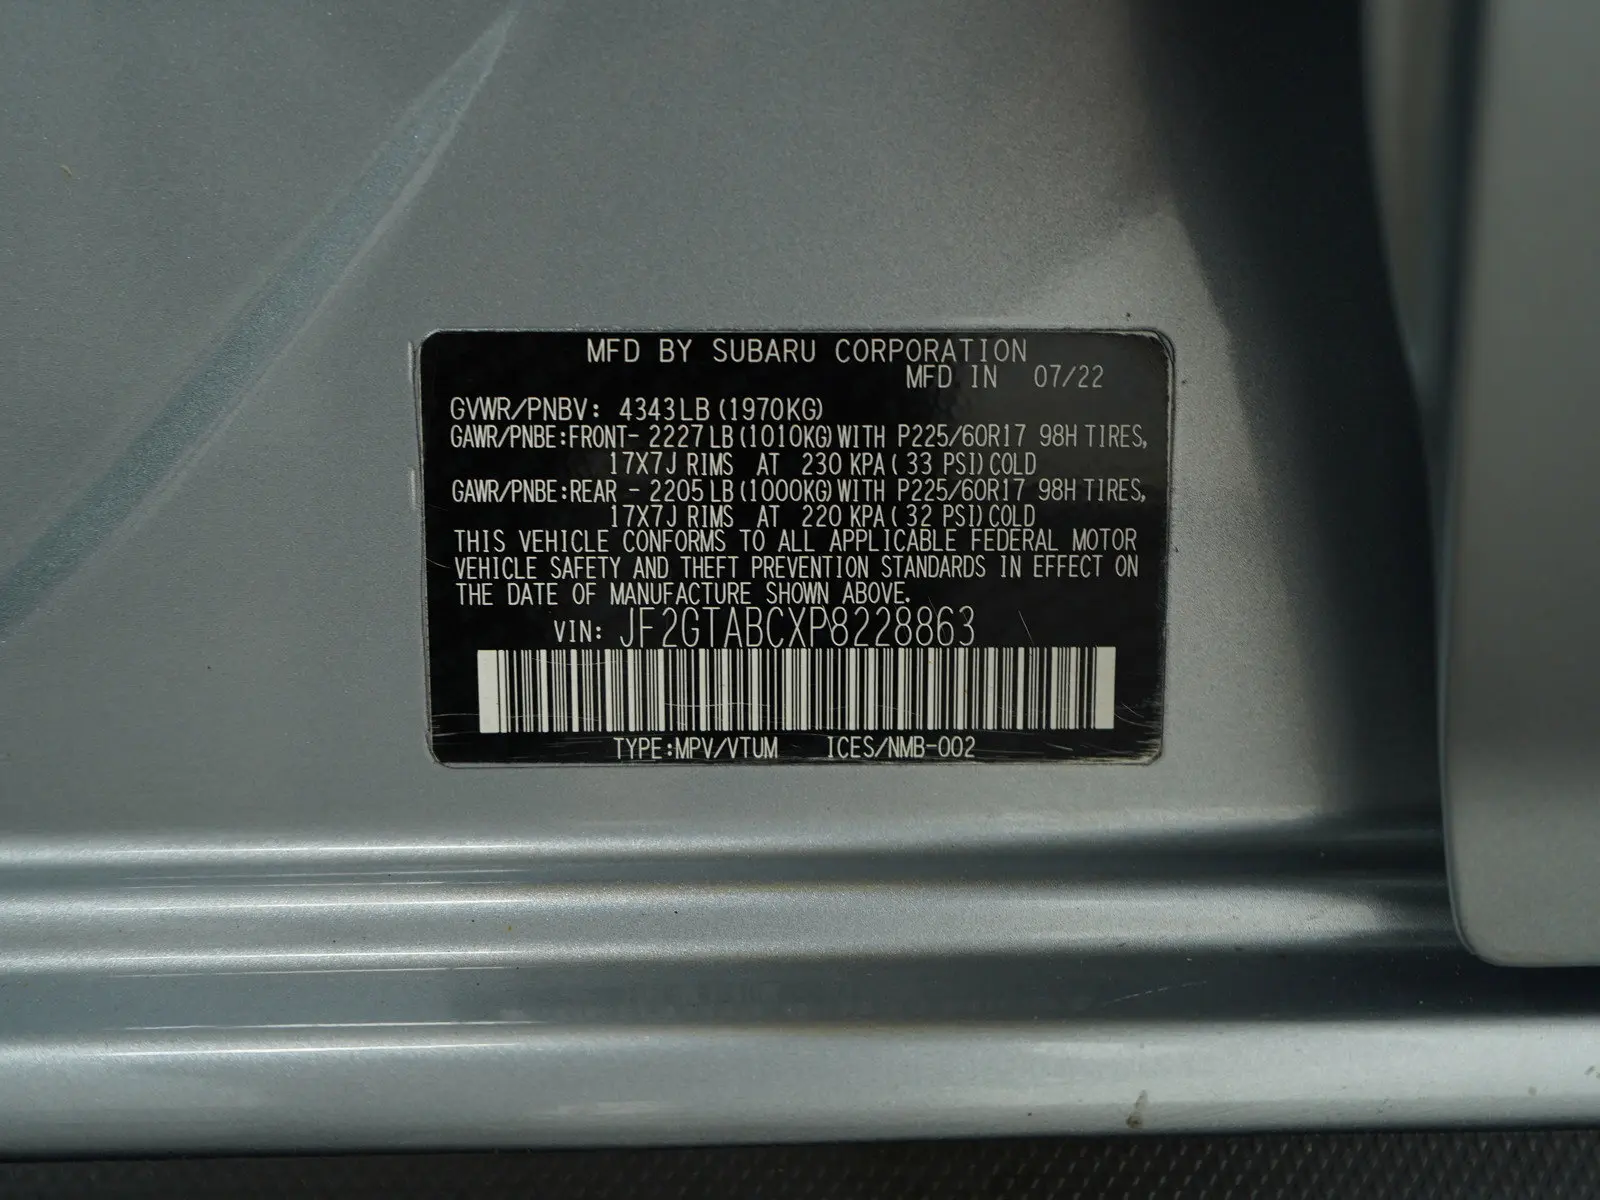 MFD BY SUBARU CORPORATION
MFD IN 07/22
GVWR/PNBV: 4343LB(1970KG)
GAWR/PNBE:FRONT- 2227LB(1010KG)WITH P225/60R17 98H TIRES,
17X7J RIMS AT 230 KPA(33 PSI)COLD
GAWR/PNBE:REAR - 2205LB(1000KG)WITH P225/60R17 98H TIRES,
17X7J RIMS AT 220 KPA(32 PSI)COLD
THIS VEHICLE CONFORMS TO ALL APPLICABLE FEDERAL MOTOR
VEHICLE SAFETY AND THEFT PREVENTION STANDARDS IN EFFECT ON
THE DATE OF MANUFACTURE SHOWN ABOVE.
VIN: JF2GTABCXP8228863
TYPE:MPV/VTUM ICES/NMB-002